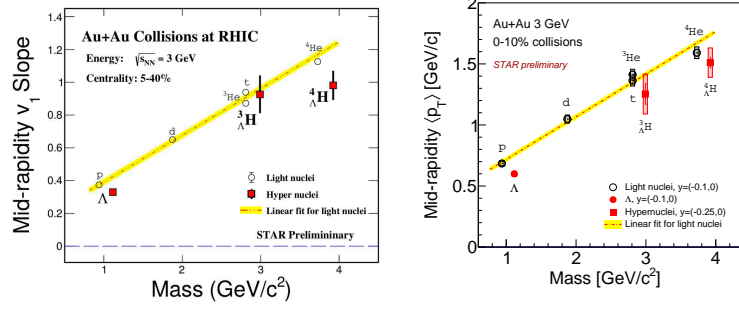 Au+Au Collisions at RHIC
Energy: √sNN = 3 GeV
Centrality: 5-40%
Mid-rapidity v1 Slope
1.4
1.2
1
0.8
0.6
0.4
0.2
0
p
Λ
d
t
³He
³ΛH
⁴He
⁴ΛH
Light nuclei
Hyper nuclei
Linear fit for light nuclei
STAR Prelimininary
1 2 3 4
Mass (GeV/c²)
Au+Au 3 GeV
0-10% collisions
STAR preliminary
Mid-rapidity ⟨pT⟩ [GeV/c]
2
1.5
1
0.5
0
p
Λ
d
³He
t
³ΛH
⁴He
⁴ΛH
Light nuclei, y=(-0.1,0)
Λ, y=(-0.1,0)
Hypernuclei, y=(-0.25,0)
Linear fit for light nuclei
1 2 3 4
Mass [GeV/c²]